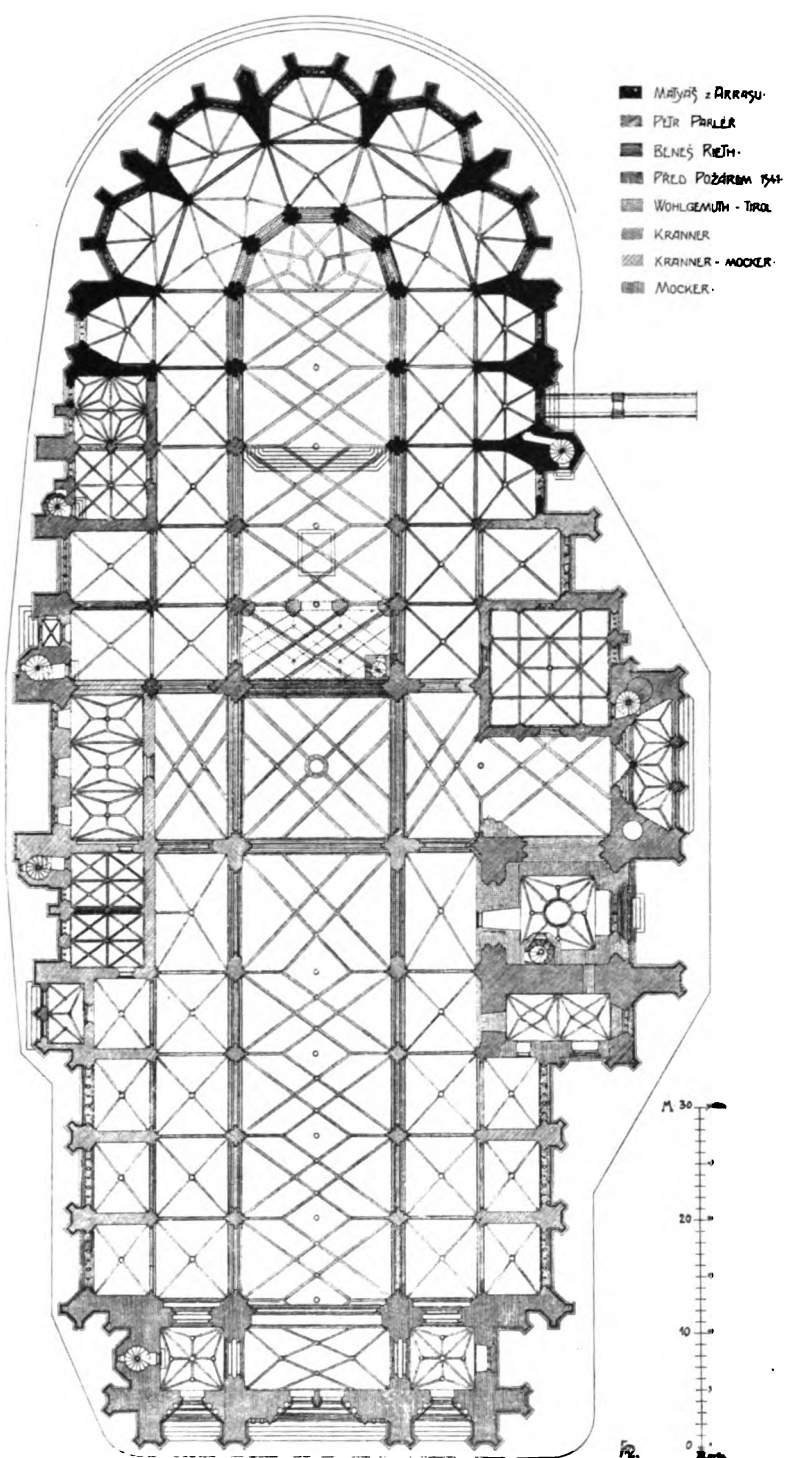 MATYÁŠ z ARRASU.
PETR PARLÉŘ
BENEŠ RIETH.
PŘED POŽÁREM 1541.
WOHLGEMUTH - TIROL
KRANNER
KRANNER - MOCKER.
MOCKER.
M. 30
20
10
5
0